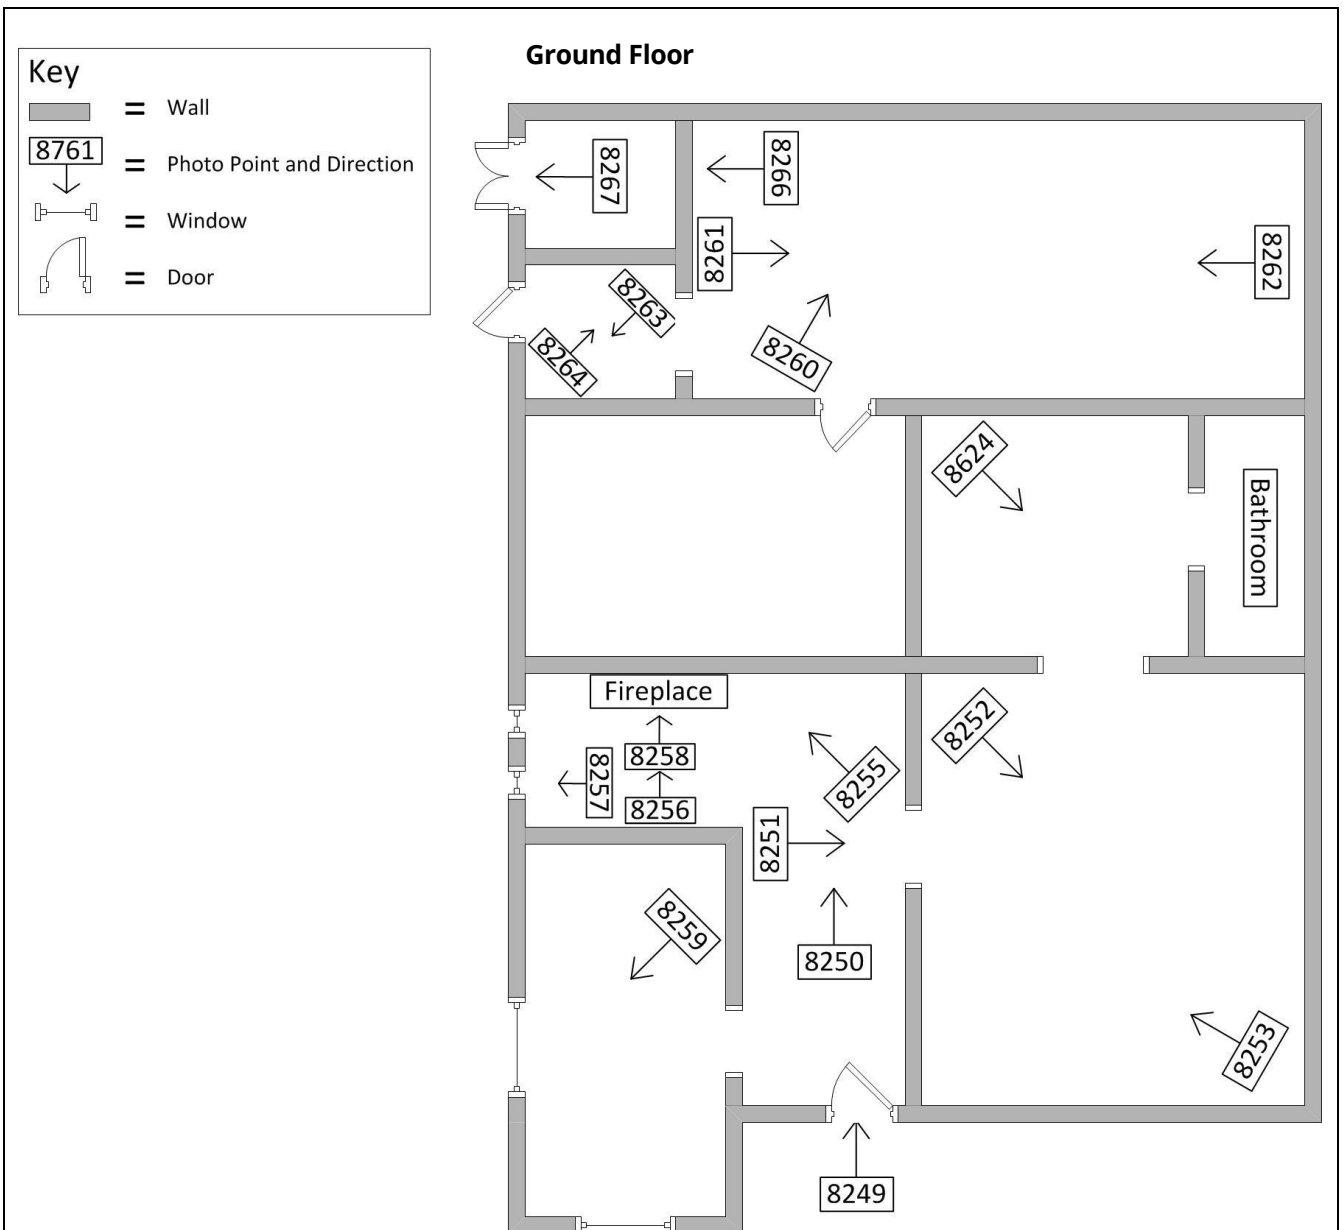 Ground Floor
Key
= Wall
8761 = Photo Point and Direction
= Window
= Door
8267
8266
8261
8262
8263
8264
8260
8624
Bathroom
Fireplace
8252
8258
8257
8255
8256
8251
8259
8250
8253
8249